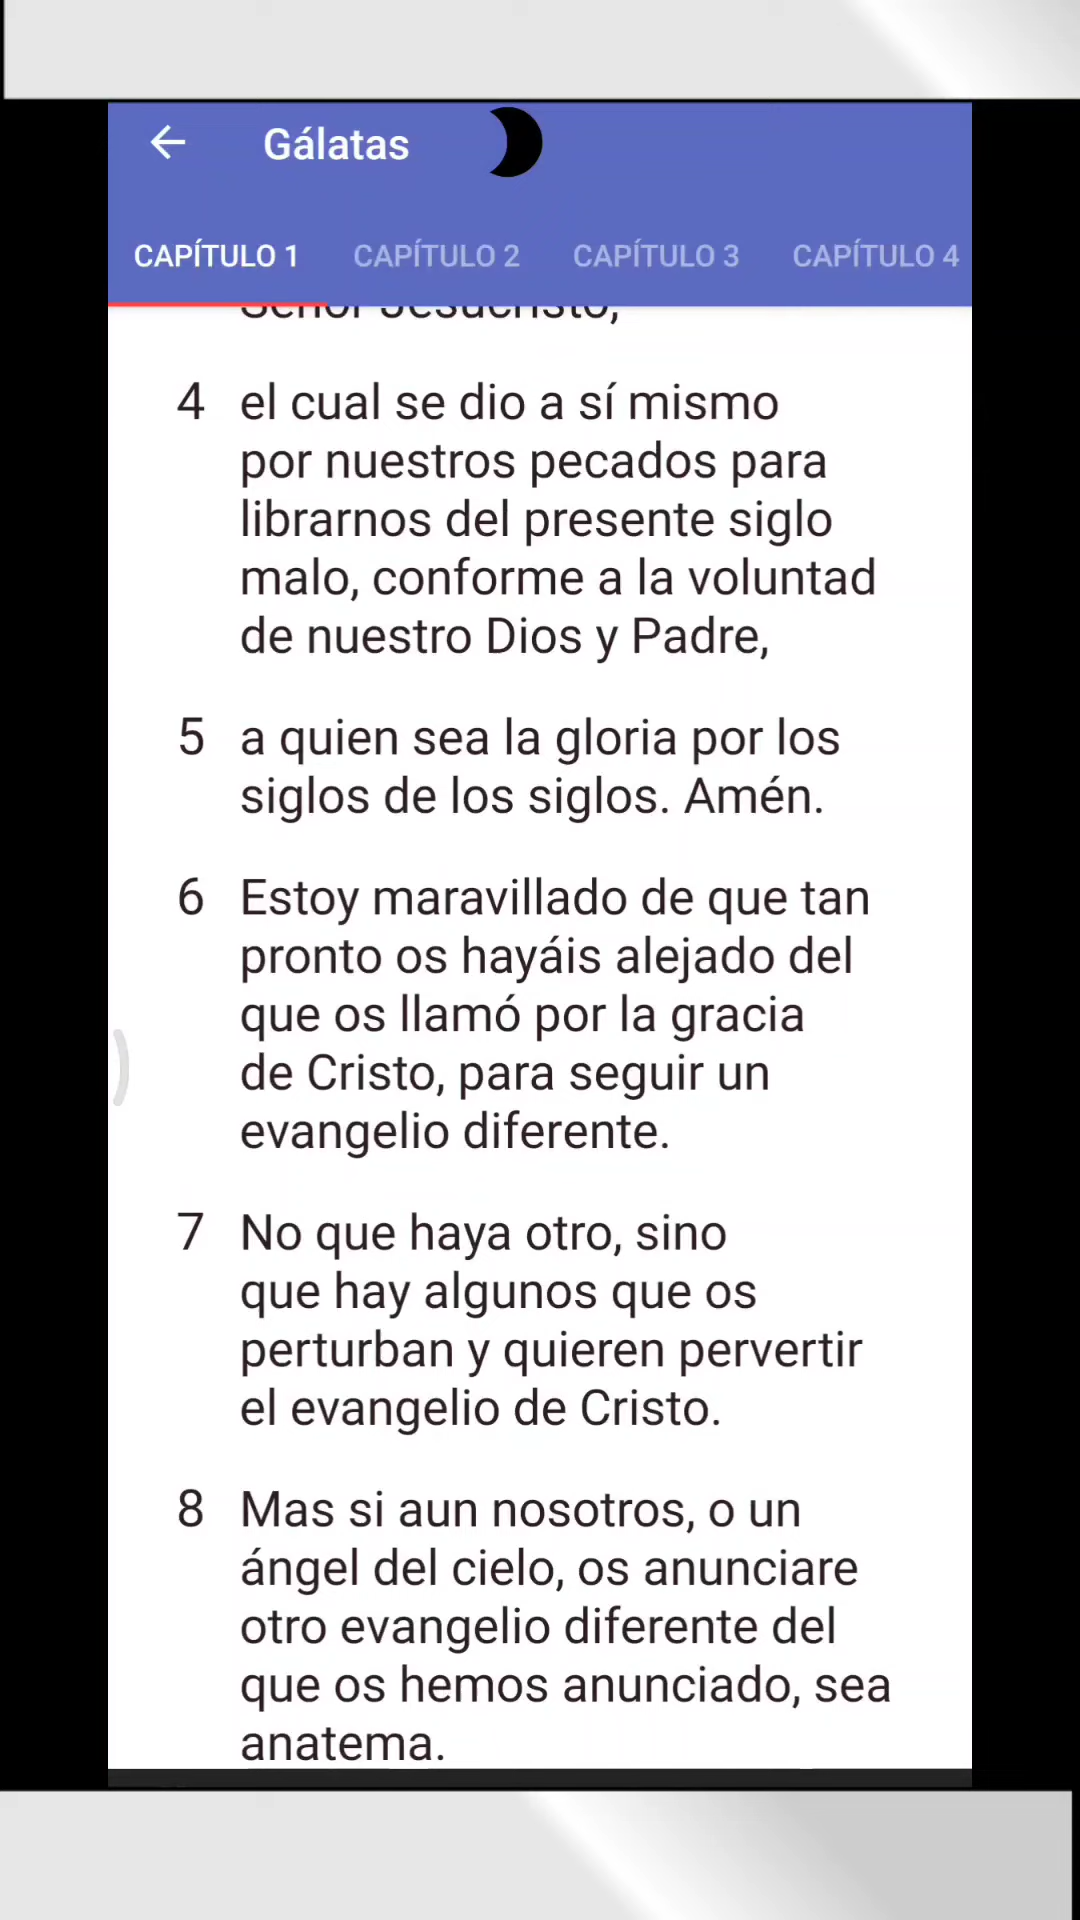 Gálatas
CAPÍTULO 1 CAPÍTULO 2 CAPÍTULO 3 CAPÍTULO 4
Señor Jesucristo,
4 el cual se dio a sí mismo
por nuestros pecados para
librarnos del presente siglo
malo, conforme a la voluntad
de nuestro Dios y Padre,
5 a quien sea la gloria por los
siglos de los siglos. Amén.
6 Estoy maravillado de que tan
pronto os hayáis alejado del
que os llamó por la gracia
de Cristo, para seguir un
evangelio diferente.
7 No que haya otro, sino
que hay algunos que os
perturban y quieren pervertir
el evangelio de Cristo.
8 Mas si aun nosotros, o un
ángel del cielo, os anunciare
otro evangelio diferente del
que os hemos anunciado, sea
anatema.